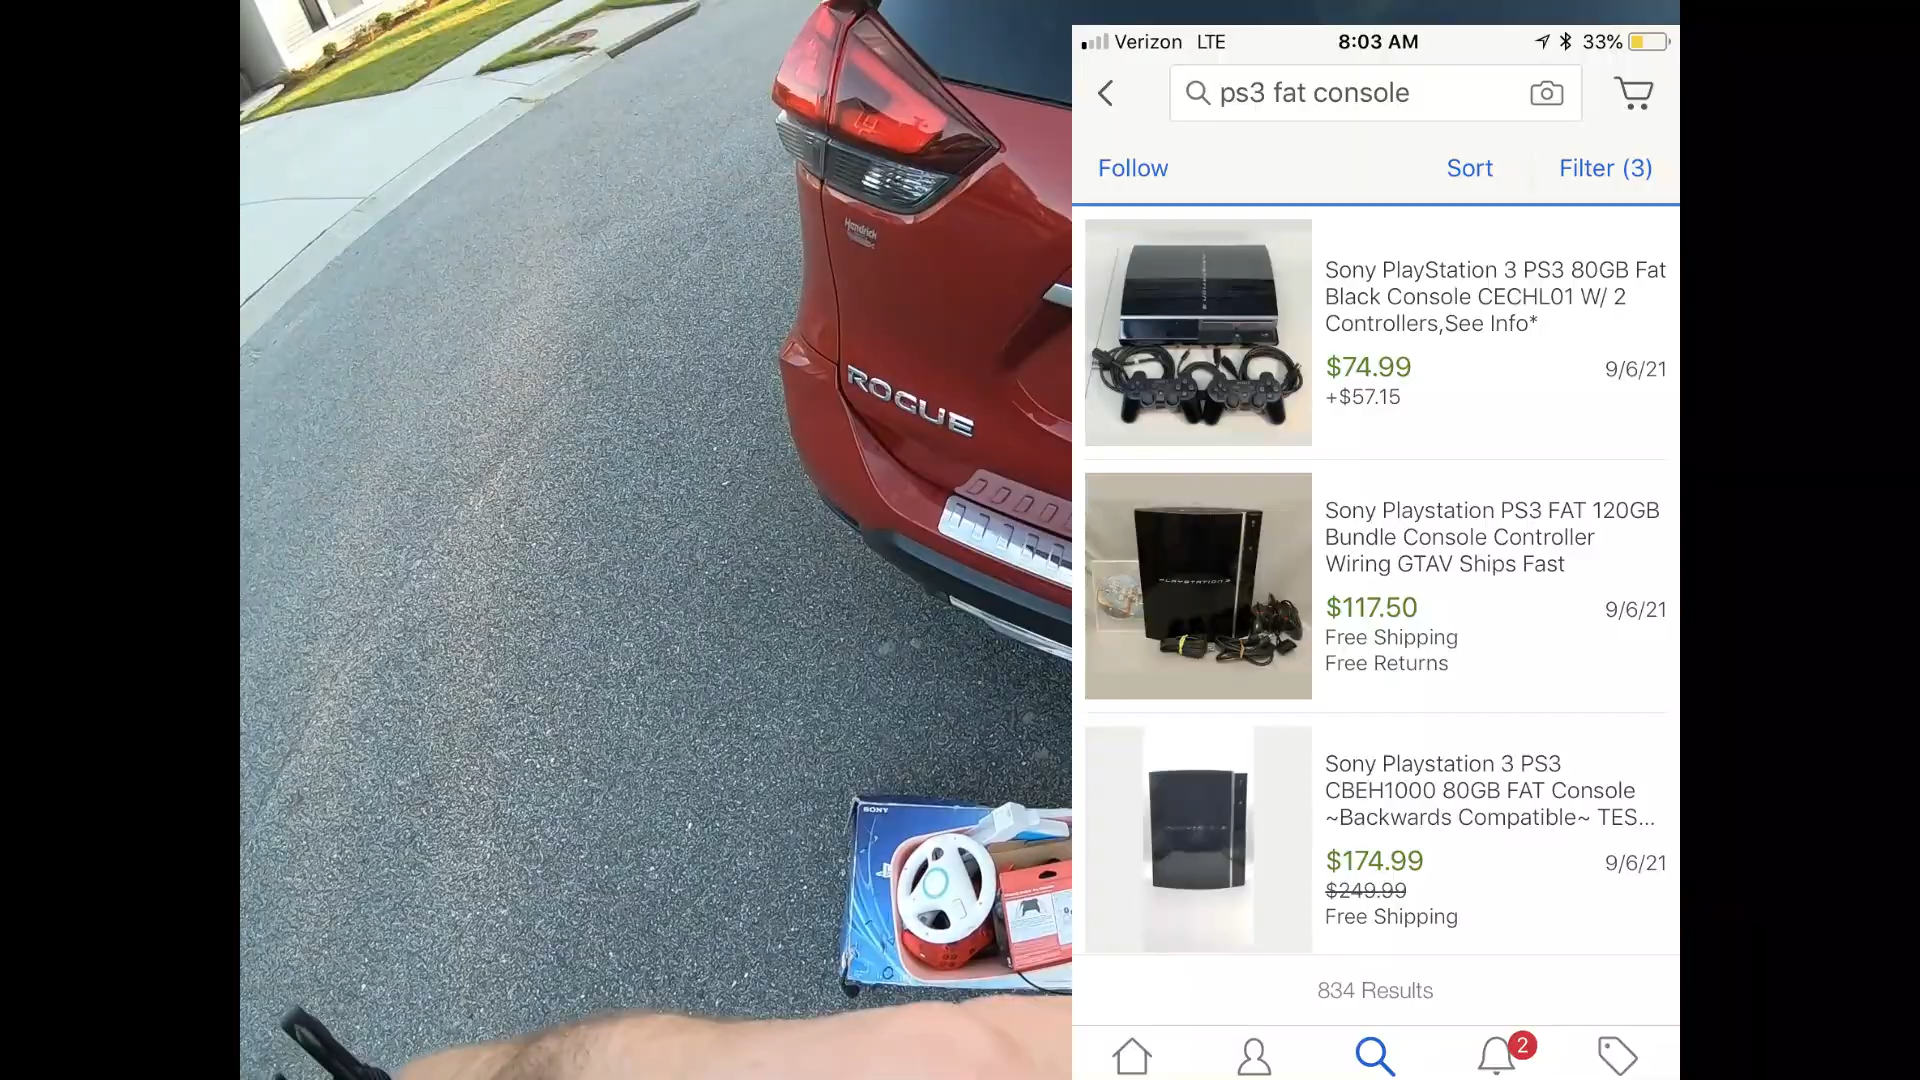 Hendrick
ROGUE
SONY
Verizon LTE
8:03 AM
33%
ps3 fat console
Follow
Sort
Filter (3)
Sony PlayStation 3 PS3 80GB Fat
Black Console CECHL01 W/ 2
Controllers,See Info*
$74.99
9/6/21
+$57.15
PLAYSTATION 3
Sony Playstation PS3 FAT 120GB
Bundle Console Controller
Wiring GTAV Ships Fast
$117.50
9/6/21
Free Shipping
Free Returns
Sony Playstation 3 PS3
CBEH1000 80GB FAT Console
~Backwards Compatible~ TES...
$174.99
9/6/21
$249.99
Free Shipping
834 Results
2